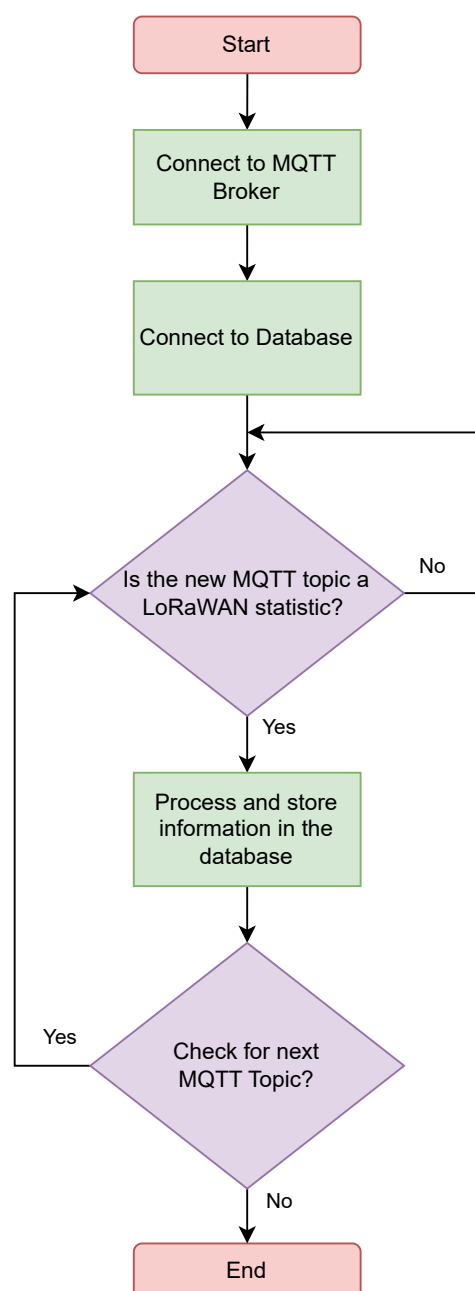 Start
Connect to MQTT
Broker
Connect to Database
Is the new MQTT topic a
LoRaWAN statistic?
No
Yes
Process and store
information in the
database
Yes
Check for next
MQTT Topic?
No
End